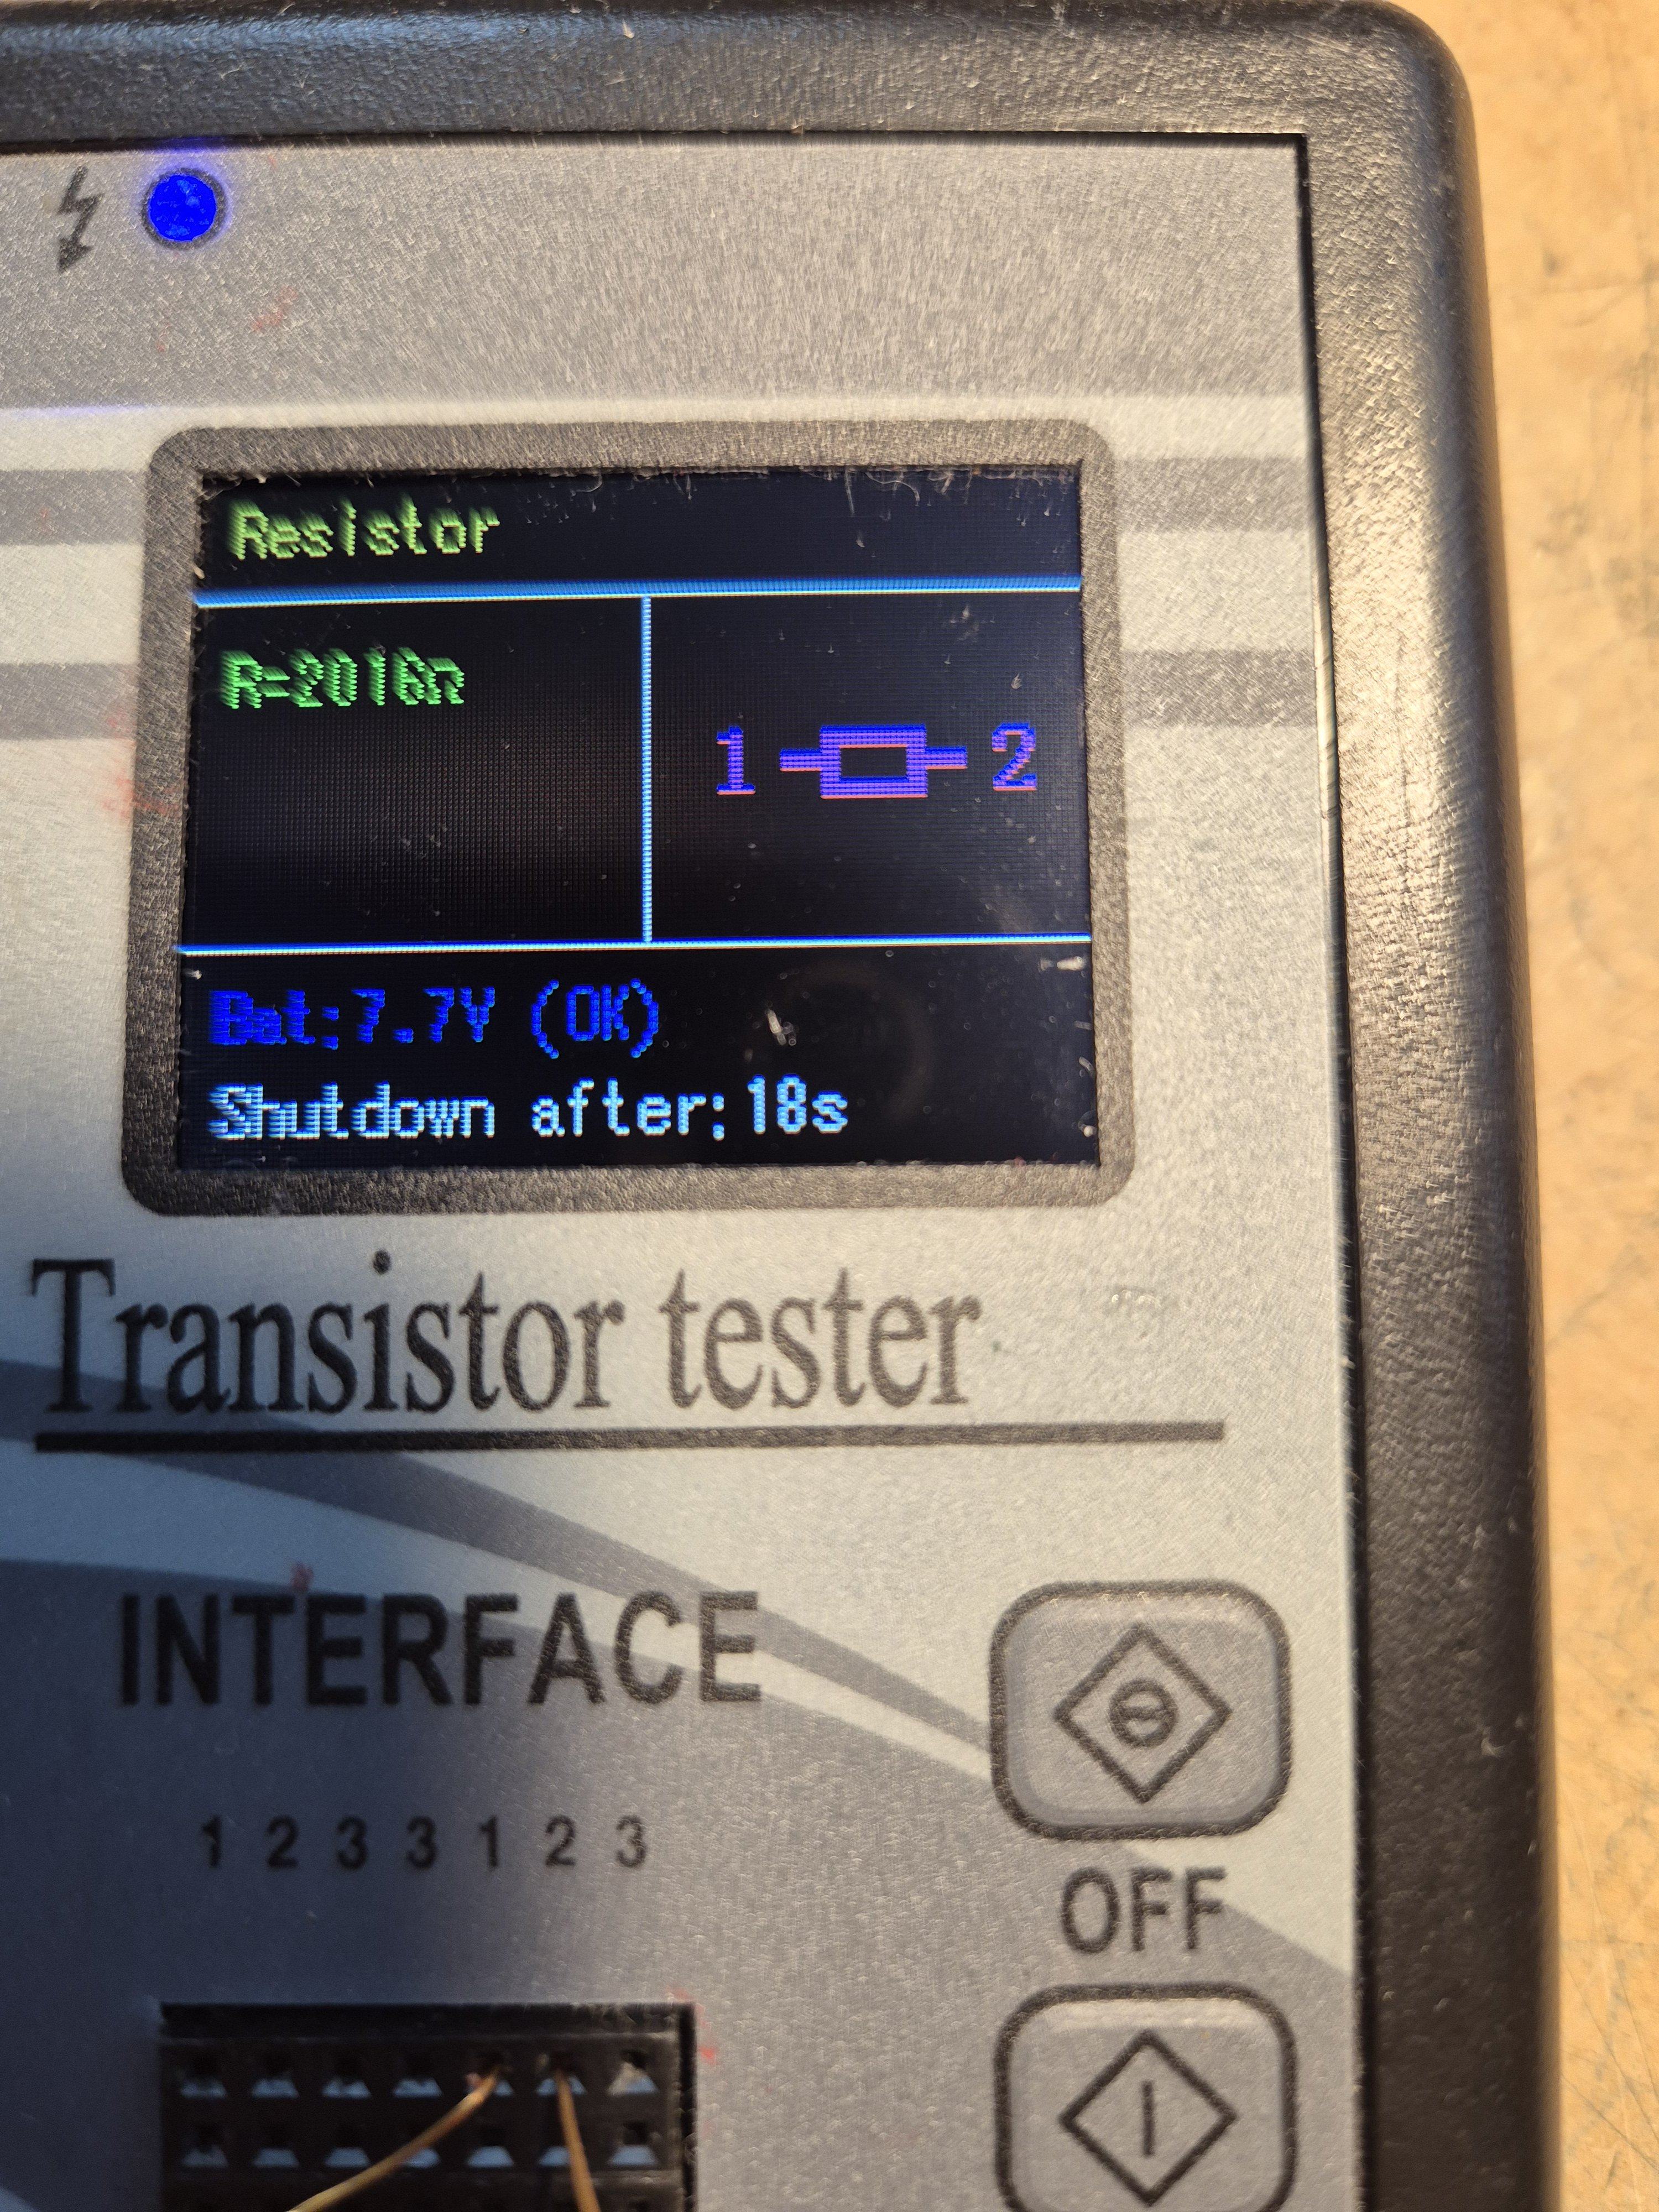 Resistor
R=2016Ω
1 2
Bat:7.7V (OK)
Shutdown after:18s
Transistor tester
INTERFACE
1 2 3 3 1 2 3
OFF